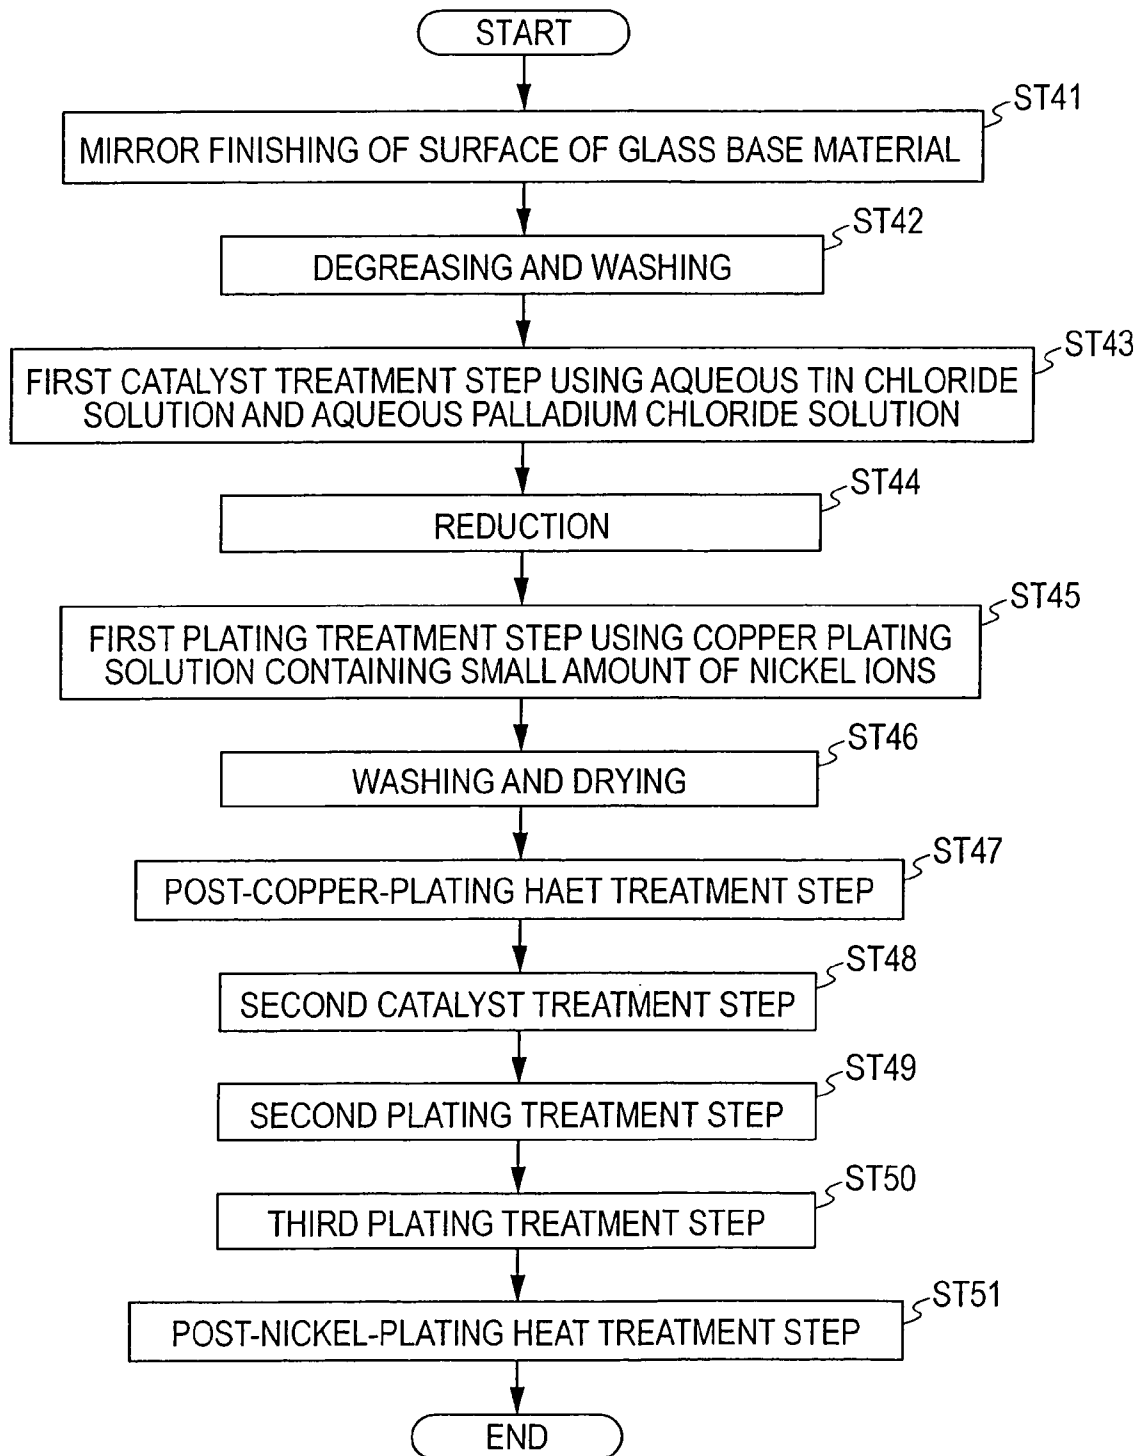 START
ST41
MIRROR FINISHING OF SURFACE OF GLASS BASE MATERIAL
ST42
DEGREASING AND WASHING
ST43
FIRST CATALYST TREATMENT STEP USING AQUEOUS TIN CHLORIDE
SOLUTION AND AQUEOUS PALLADIUM CHLORIDE SOLUTION
ST44
REDUCTION
ST45
FIRST PLATING TREATMENT STEP USING COPPER PLATING
SOLUTION CONTAINING SMALL AMOUNT OF NICKEL IONS
ST46
WASHING AND DRYING
ST47
POST-COPPER-PLATING HAET TREATMENT STEP
ST48
SECOND CATALYST TREATMENT STEP
ST49
SECOND PLATING TREATMENT STEP
ST50
THIRD PLATING TREATMENT STEP
ST51
POST-NICKEL-PLATING HEAT TREATMENT STEP
END